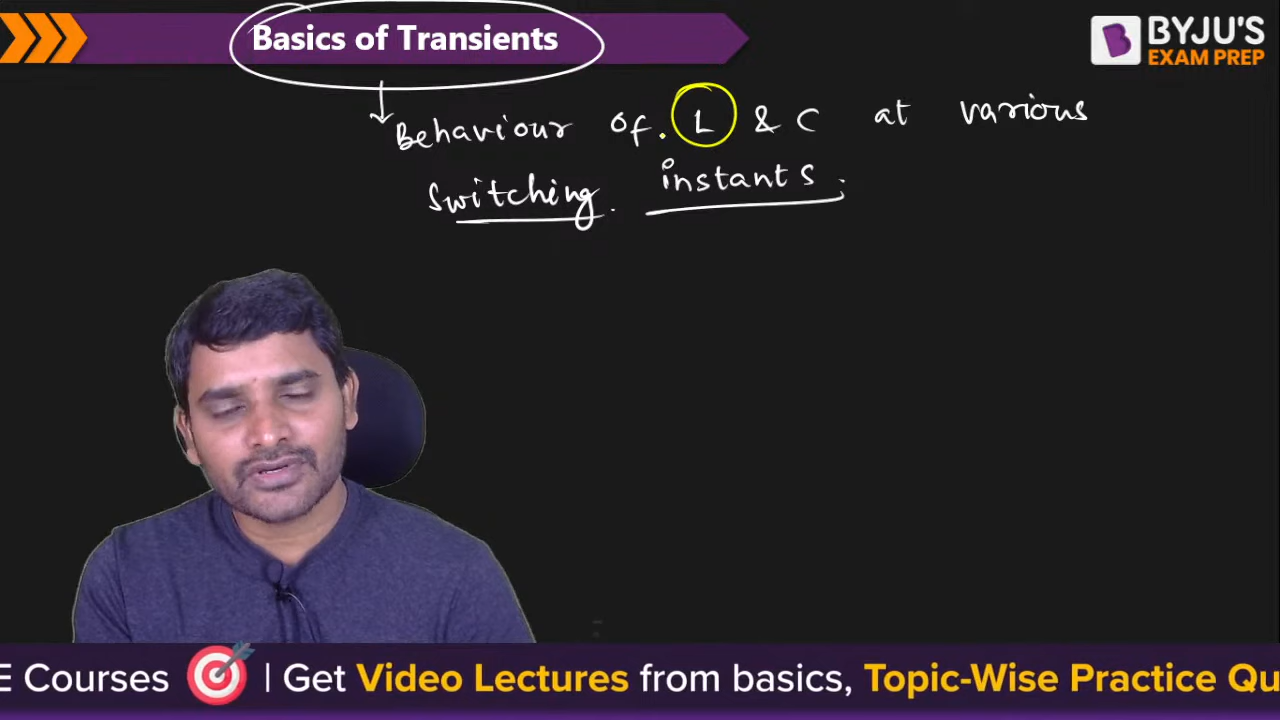 Basics of Transients
BYJU'S
EXAM PREP
Behaviour of. L & C at various
switching. instants.
E Courses | Get Video Lectures from basics, Topic-Wise Practice Qu